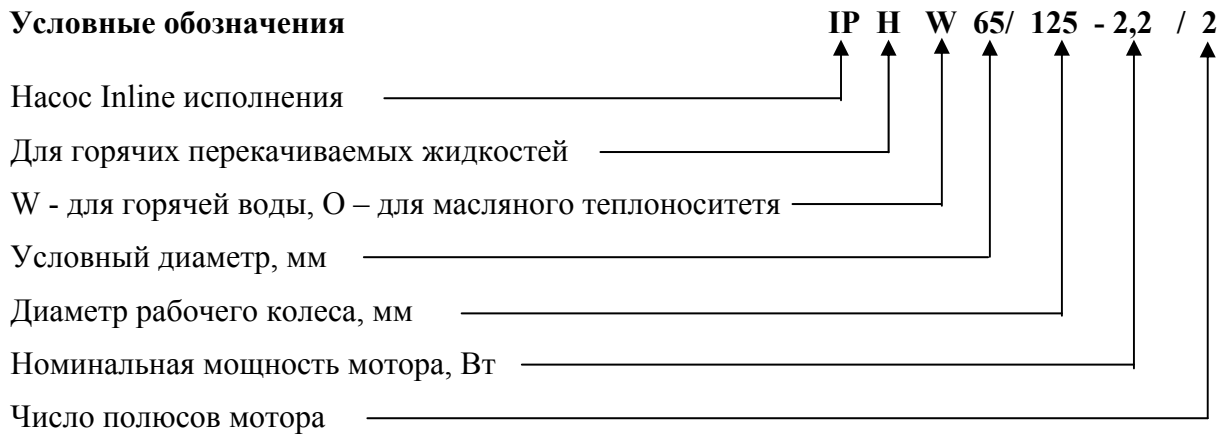 Условные обозначения IP H W 65/ 125 - 2,2 / 2
Насос Inline исполнения
Для горячих перекачиваемых жидкостей
W - для горячей воды, О – для масляного теплоноситетя
Условный диаметр, мм
Диаметр рабочего колеса, мм
Номинальная мощность мотора, Вт
Число полюсов мотора